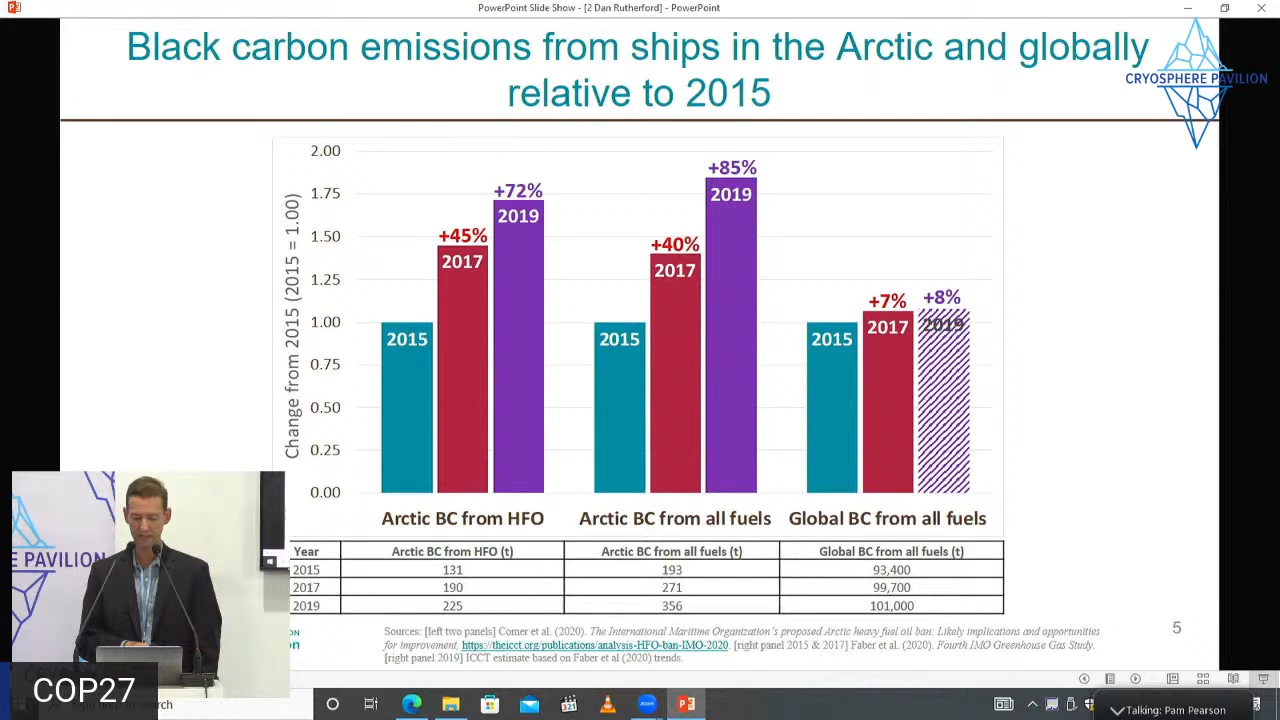 PowerPoint Slide Show - [2 Dan Rutherford] - PowerPoint
Black carbon emissions from ships in the Arctic and globally
relative to 2015
CRYOSPHERE PAVILION
Change from 2015 (2015 = 1.00)
2.00
1.75
1.50
1.25
1.00
0.75
0.50
0.25
0.00
2015
+45%
2017
+72%
2019
2015
+40%
2017
+85%
2019
2015
+7%
2017
+8%
2019
Arctic BC from HFO
Arctic BC from all fuels
Global BC from all fuels
Year Arctic BC from HFO (t) Arctic BC from all fuels (t) Global BC from all fuels (t)
2015 131 193 93,400
2017 190 271 99,700
2019 225 356 101,000
Sources: [left two panels] Comer et al. (2020). The International Maritime Organization's proposed Arctic heavy fuel oil ban: Likely implications and opportunities
for improvement, https://theicct.org/publications/analysis-HFO-ban-IMO-2020. [right panel 2015 & 2017] Faber et al. (2020). Fourth IMO Greenhouse Gas Study.
[right panel 2019] ICCT estimate based on Faber et al (2020) trends.
5
E PAVILION
COP27
Talking: Pam Pearson